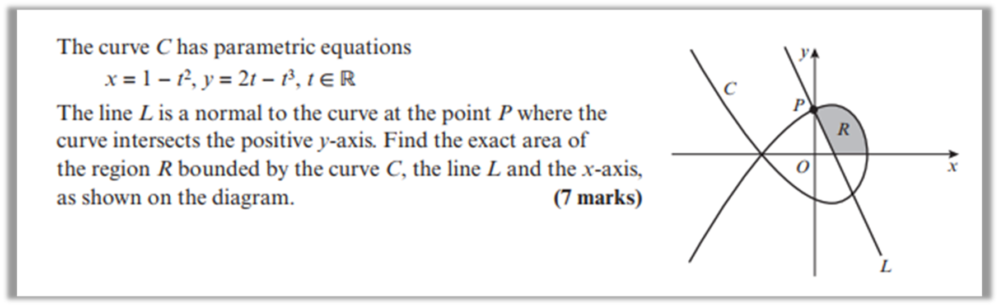 The curve C has parametric equations
x = 1 – t², y = 2t – t³, t ∈ ℝ
The line L is a normal to the curve at the point P where the
curve intersects the positive y-axis. Find the exact area of
the region R bounded by the curve C, the line L and the x-axis,
as shown on the diagram. (7 marks)
y
C
P
R
O
x
L